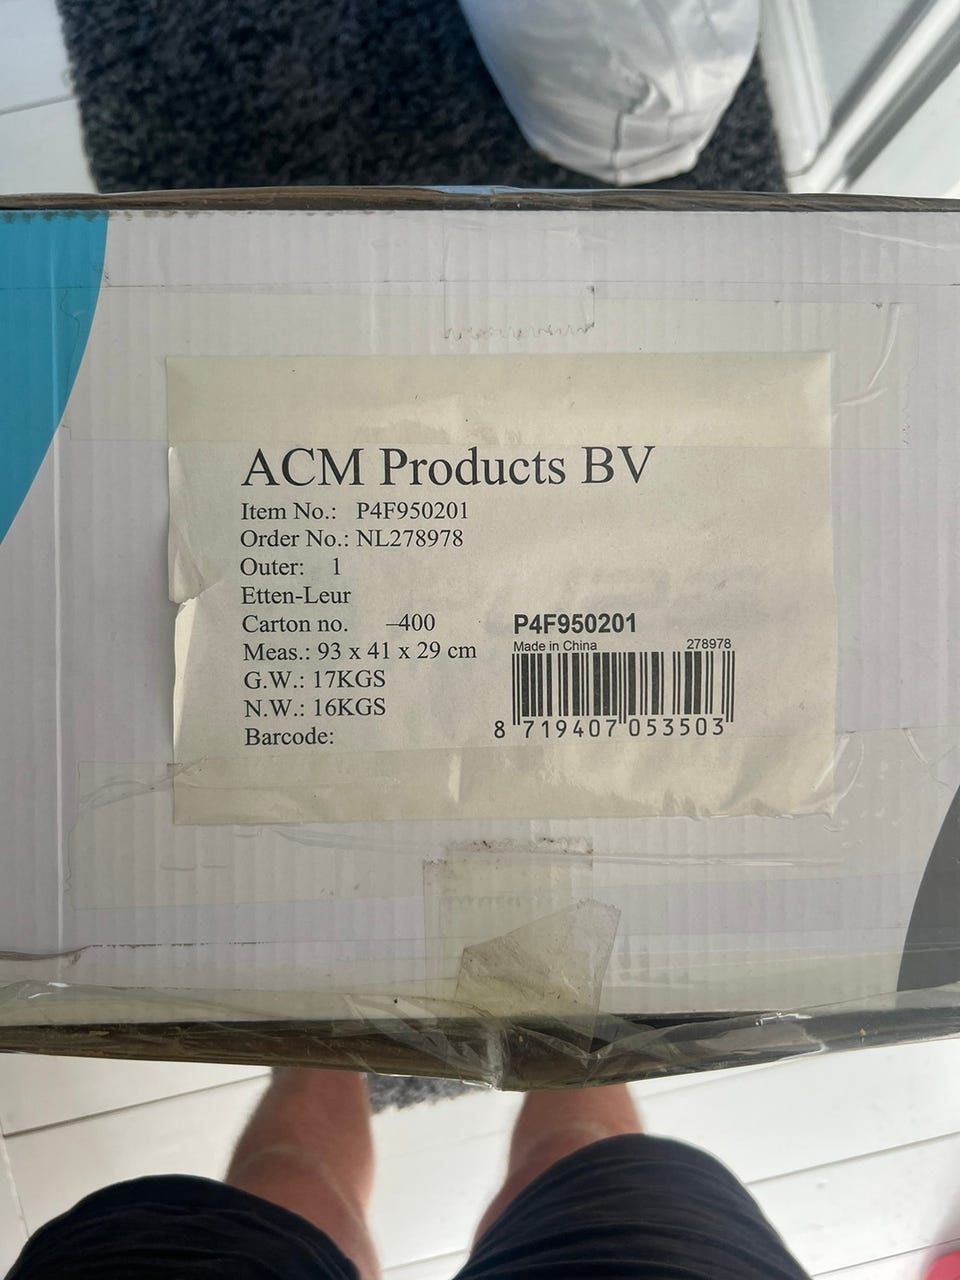 ACM Products BV
Item No.: P4F950201
Order No.: NL278978
Outer: 1
Etten-Leur
Carton no. –400
Meas.: 93 x 41 x 29 cm
G.W.: 17KGS
N.W.: 16KGS
Barcode:
P4F950201
Made in China 278978
8 719407 053503